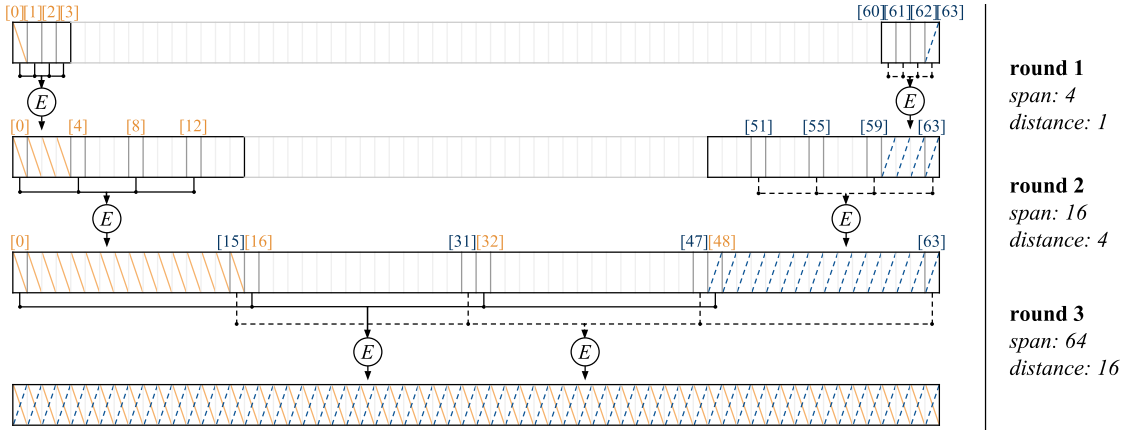 [0][1][2][3] [60][61][62][63]
E E
round 1
span: 4
distance: 1
[0] [4] [8] [12] [51] [55] [59] [63]
E E
round 2
span: 16
distance: 4
[0] [15][16] [31][32] [47][48] [63]
E E
round 3
span: 64
distance: 16